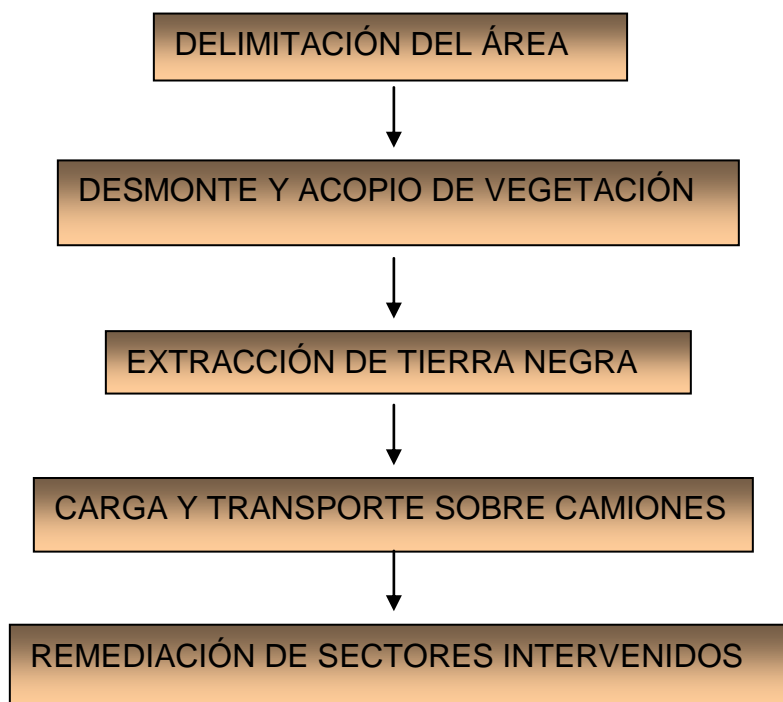 DELIMITACIÓN DEL ÁREA
DESMONTE Y ACOPIO DE VEGETACIÓN
EXTRACCIÓN DE TIERRA NEGRA
CARGA Y TRANSPORTE SOBRE CAMIONES
REMEDIACIÓN DE SECTORES INTERVENIDOS